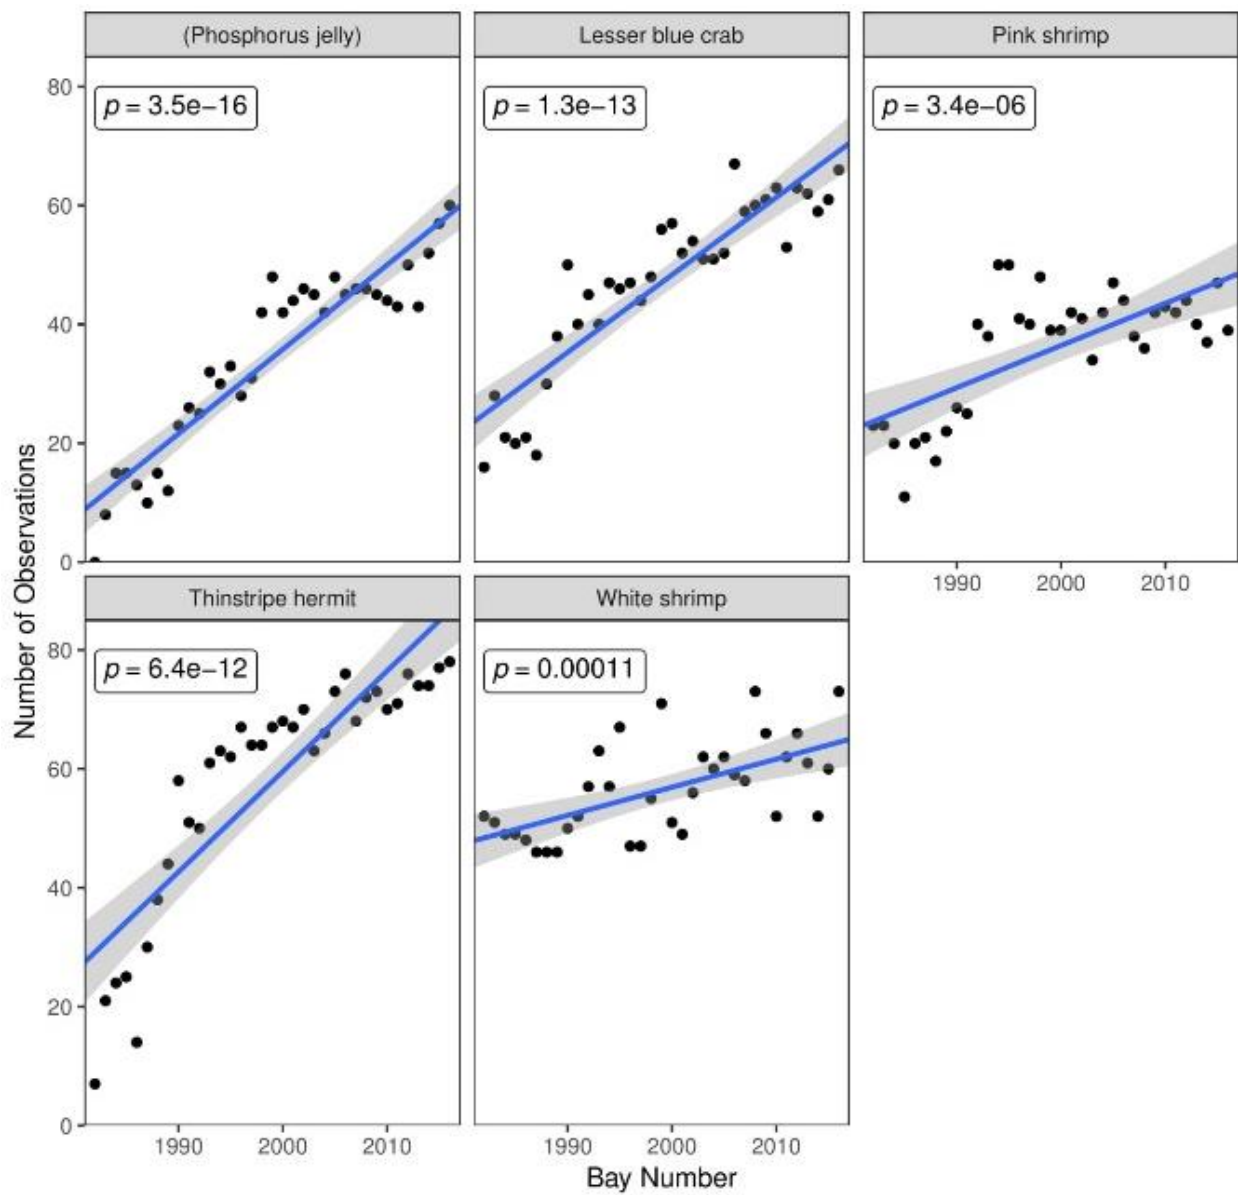 (Phosphorus jelly)
Lesser blue crab
Pink shrimp
80
60
40
20
0
p = 3.5e−16
p = 1.3e−13
p = 3.4e−06
1990 2000 2010
Number of Observations
Thinstripe hermit
White shrimp
80
60
40
20
0
p = 6.4e−12
p = 0.00011
1990 2000 2010
1990 2000 2010
Bay Number